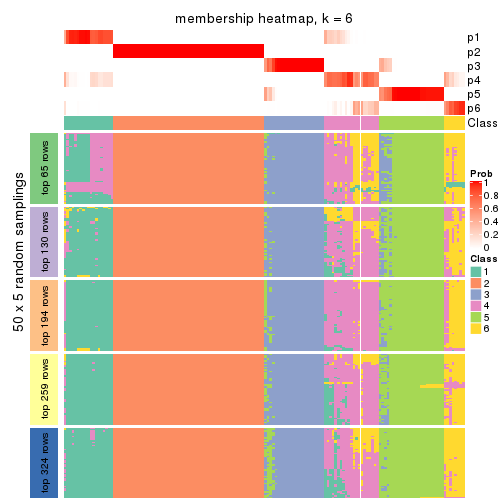 membership heatmap, k = 6
p1
p2
p3
p4
p5
p6
Class
50 x 5 random samplings
top 65 rows
top 130 rows
top 194 rows
top 259 rows
top 324 rows
Prob
1
0.8
0.6
0.4
0.2
0
Class
1
2
3
4
5
6